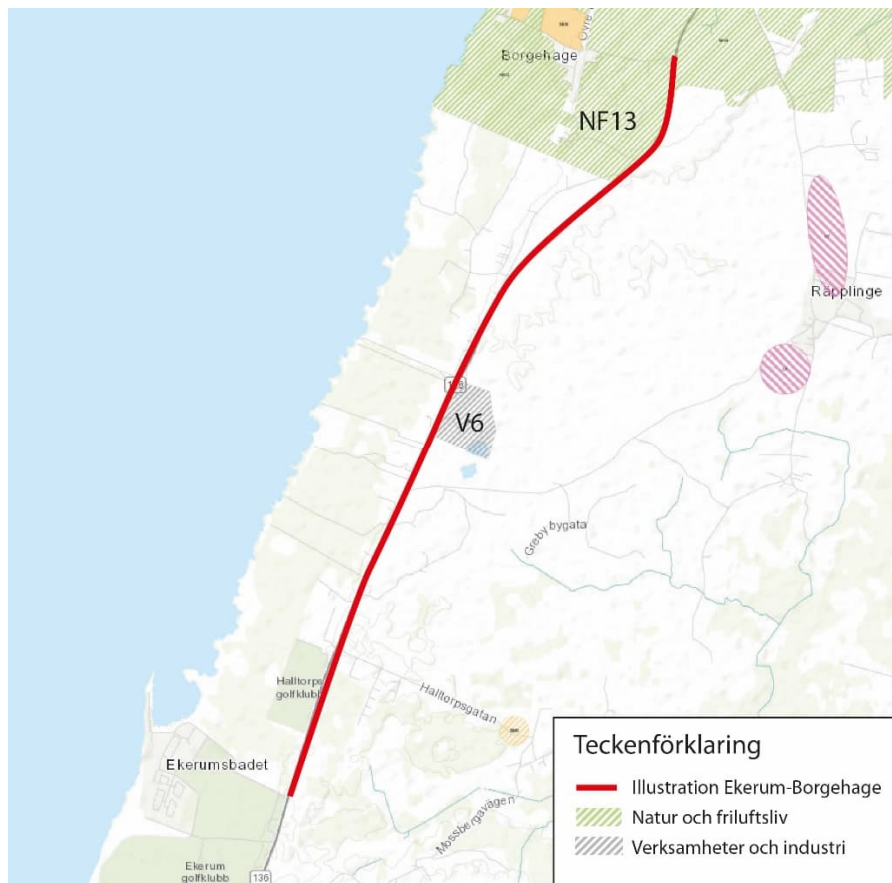 Borgehage
NF13
Räpplinge
V6
Greby bygata
Halltorps
golfklubb
Halltorpsgatan
Ekerumsbadet
Mossbergavägen
Ekerum
golfklubb
136
Teckenförklaring
Illustration Ekerum-Borgehage
Natur och friluftsliv
Verksamheter och industri